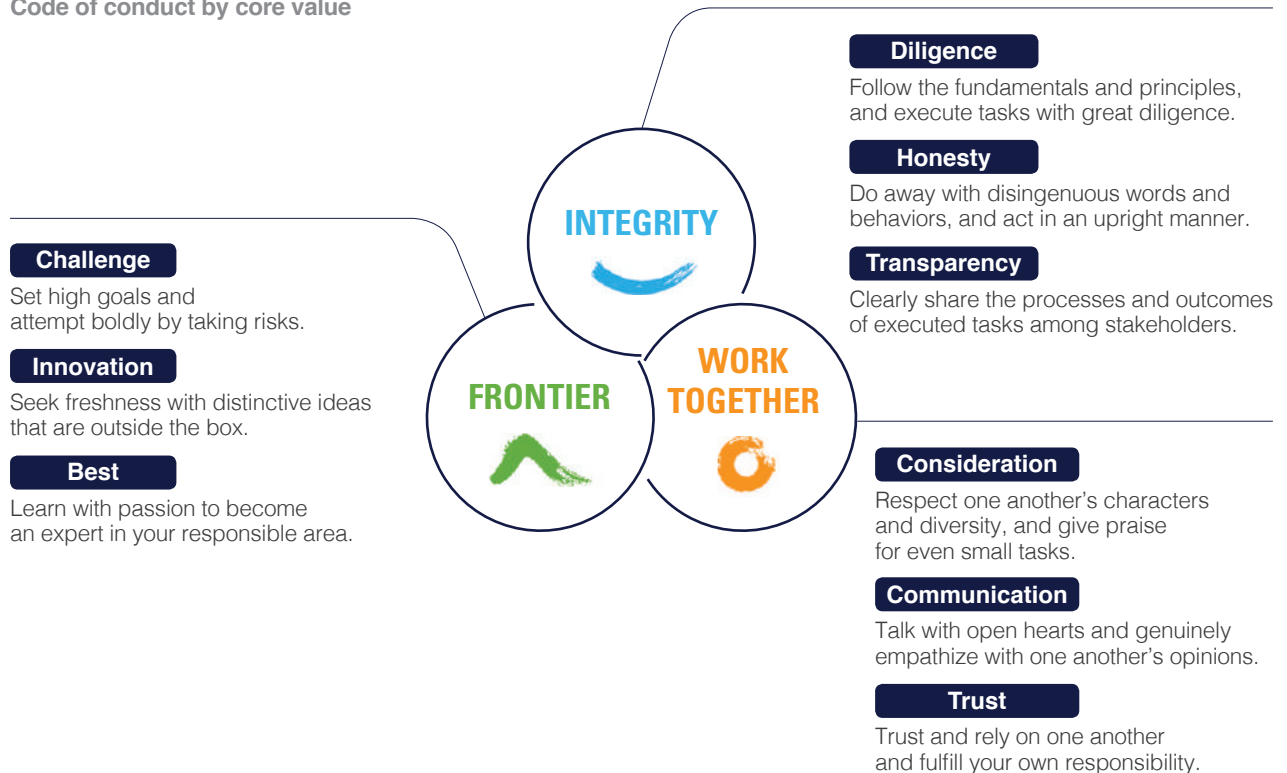 Code of conduct by core value
INTEGRITY
Diligence
Follow the fundamentals and principles,
and execute tasks with great diligence.
Honesty
Do away with disingenuous words and
behaviors, and act in an upright manner.
Transparency
Clearly share the processes and outcomes
of executed tasks among stakeholders.
FRONTIER
Challenge
Set high goals and
attempt boldly by taking risks.
Innovation
Seek freshness with distinctive ideas
that are outside the box.
Best
Learn with passion to become
an expert in your responsible area.
WORK
TOGETHER
Consideration
Respect one another’s characters
and diversity, and give praise
for even small tasks.
Communication
Talk with open hearts and genuinely
empathize with one another’s opinions.
Trust
Trust and rely on one another
and fulfill your own responsibility.